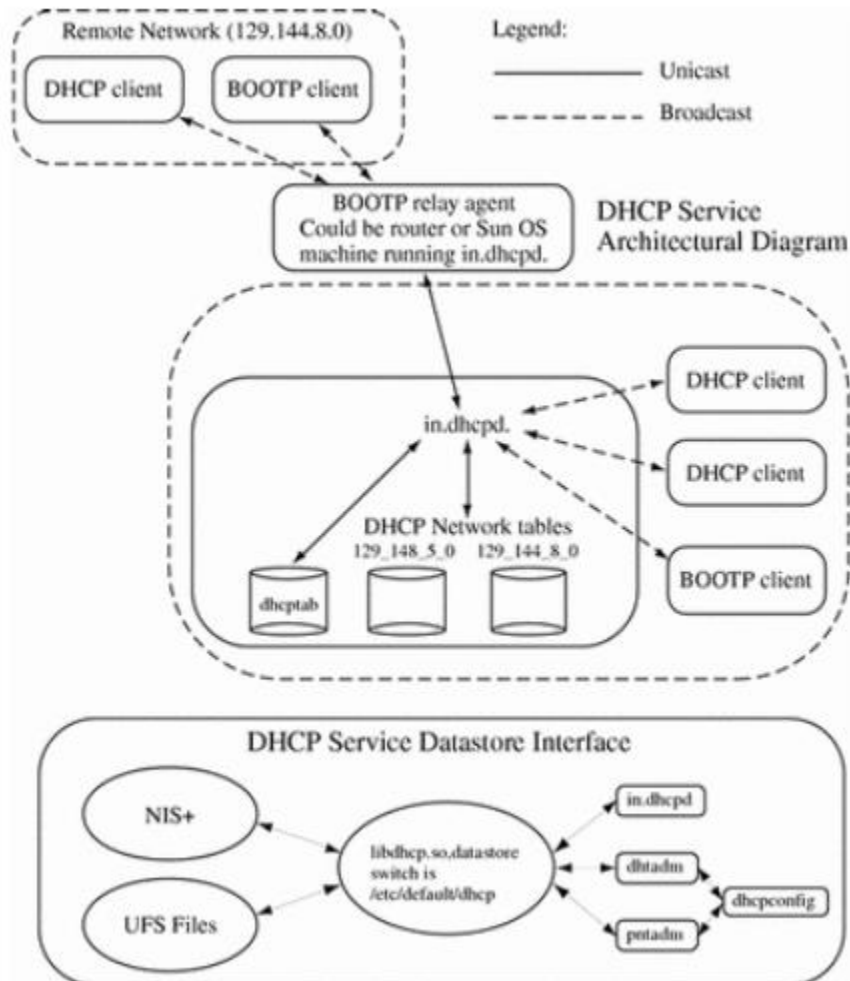 Remote Network (129.144.8.0)
DHCP client
BOOTP client
Legend:
Unicast
Broadcast
BOOTP relay agent
Could be router or Sun OS
machine running in.dhcpd.
DHCP Service
Architectural Diagram
DHCP client
in.dhcpd.
DHCP client
DHCP Network tables
129_148_5_0 129_144_8_0
BOOTP client
dhcptab
DHCP Service Datastore Interface
NIS+
UFS Files
libdhcp.so,datastore
switch is
/etc/default/dhcp
in.dhcpd
dhtadm
dhcpconfig
pntadm